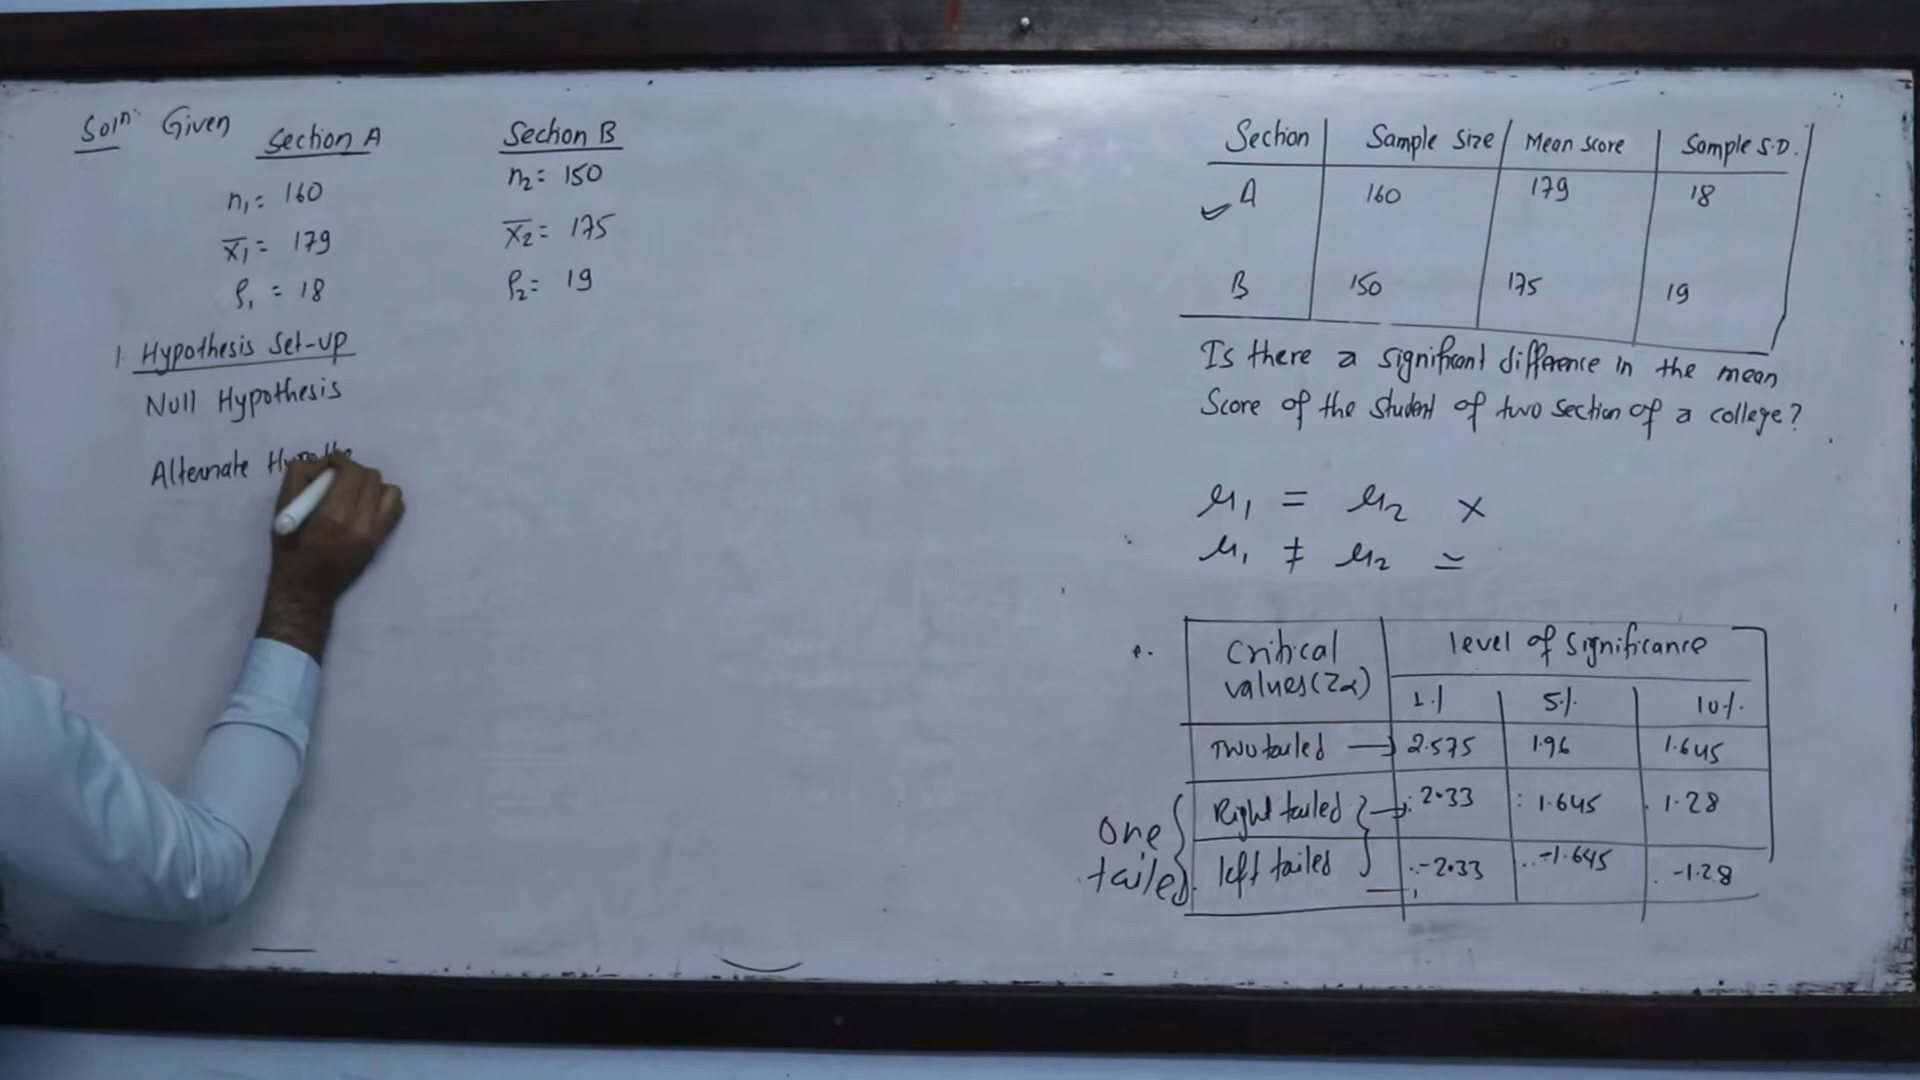 Soln: Given
Section A
n₁ = 160
x̄₁ = 179
ρ₁ = 18
Section B
n₂ = 150
x̄₂ = 175
ρ₂ = 19
1. Hypothesis Set-up
Null Hypothesis
Alternate Hypothe
Section Sample Size Mean Score Sample S.D.
A 160 179 18
B 150 175 19
Is there a significant difference in the mean
Score of the student of two section of a college?
μ₁ = μ₂ ×
μ₁ ≠ μ₂
Critical values (Zα) level of Significance
1% 5% 10%
Two tailed → 2.575 1.96 1.645
one tailed
Right tailed → 2.33 1.645 1.28
left tailed → -2.33 -1.645 -1.28